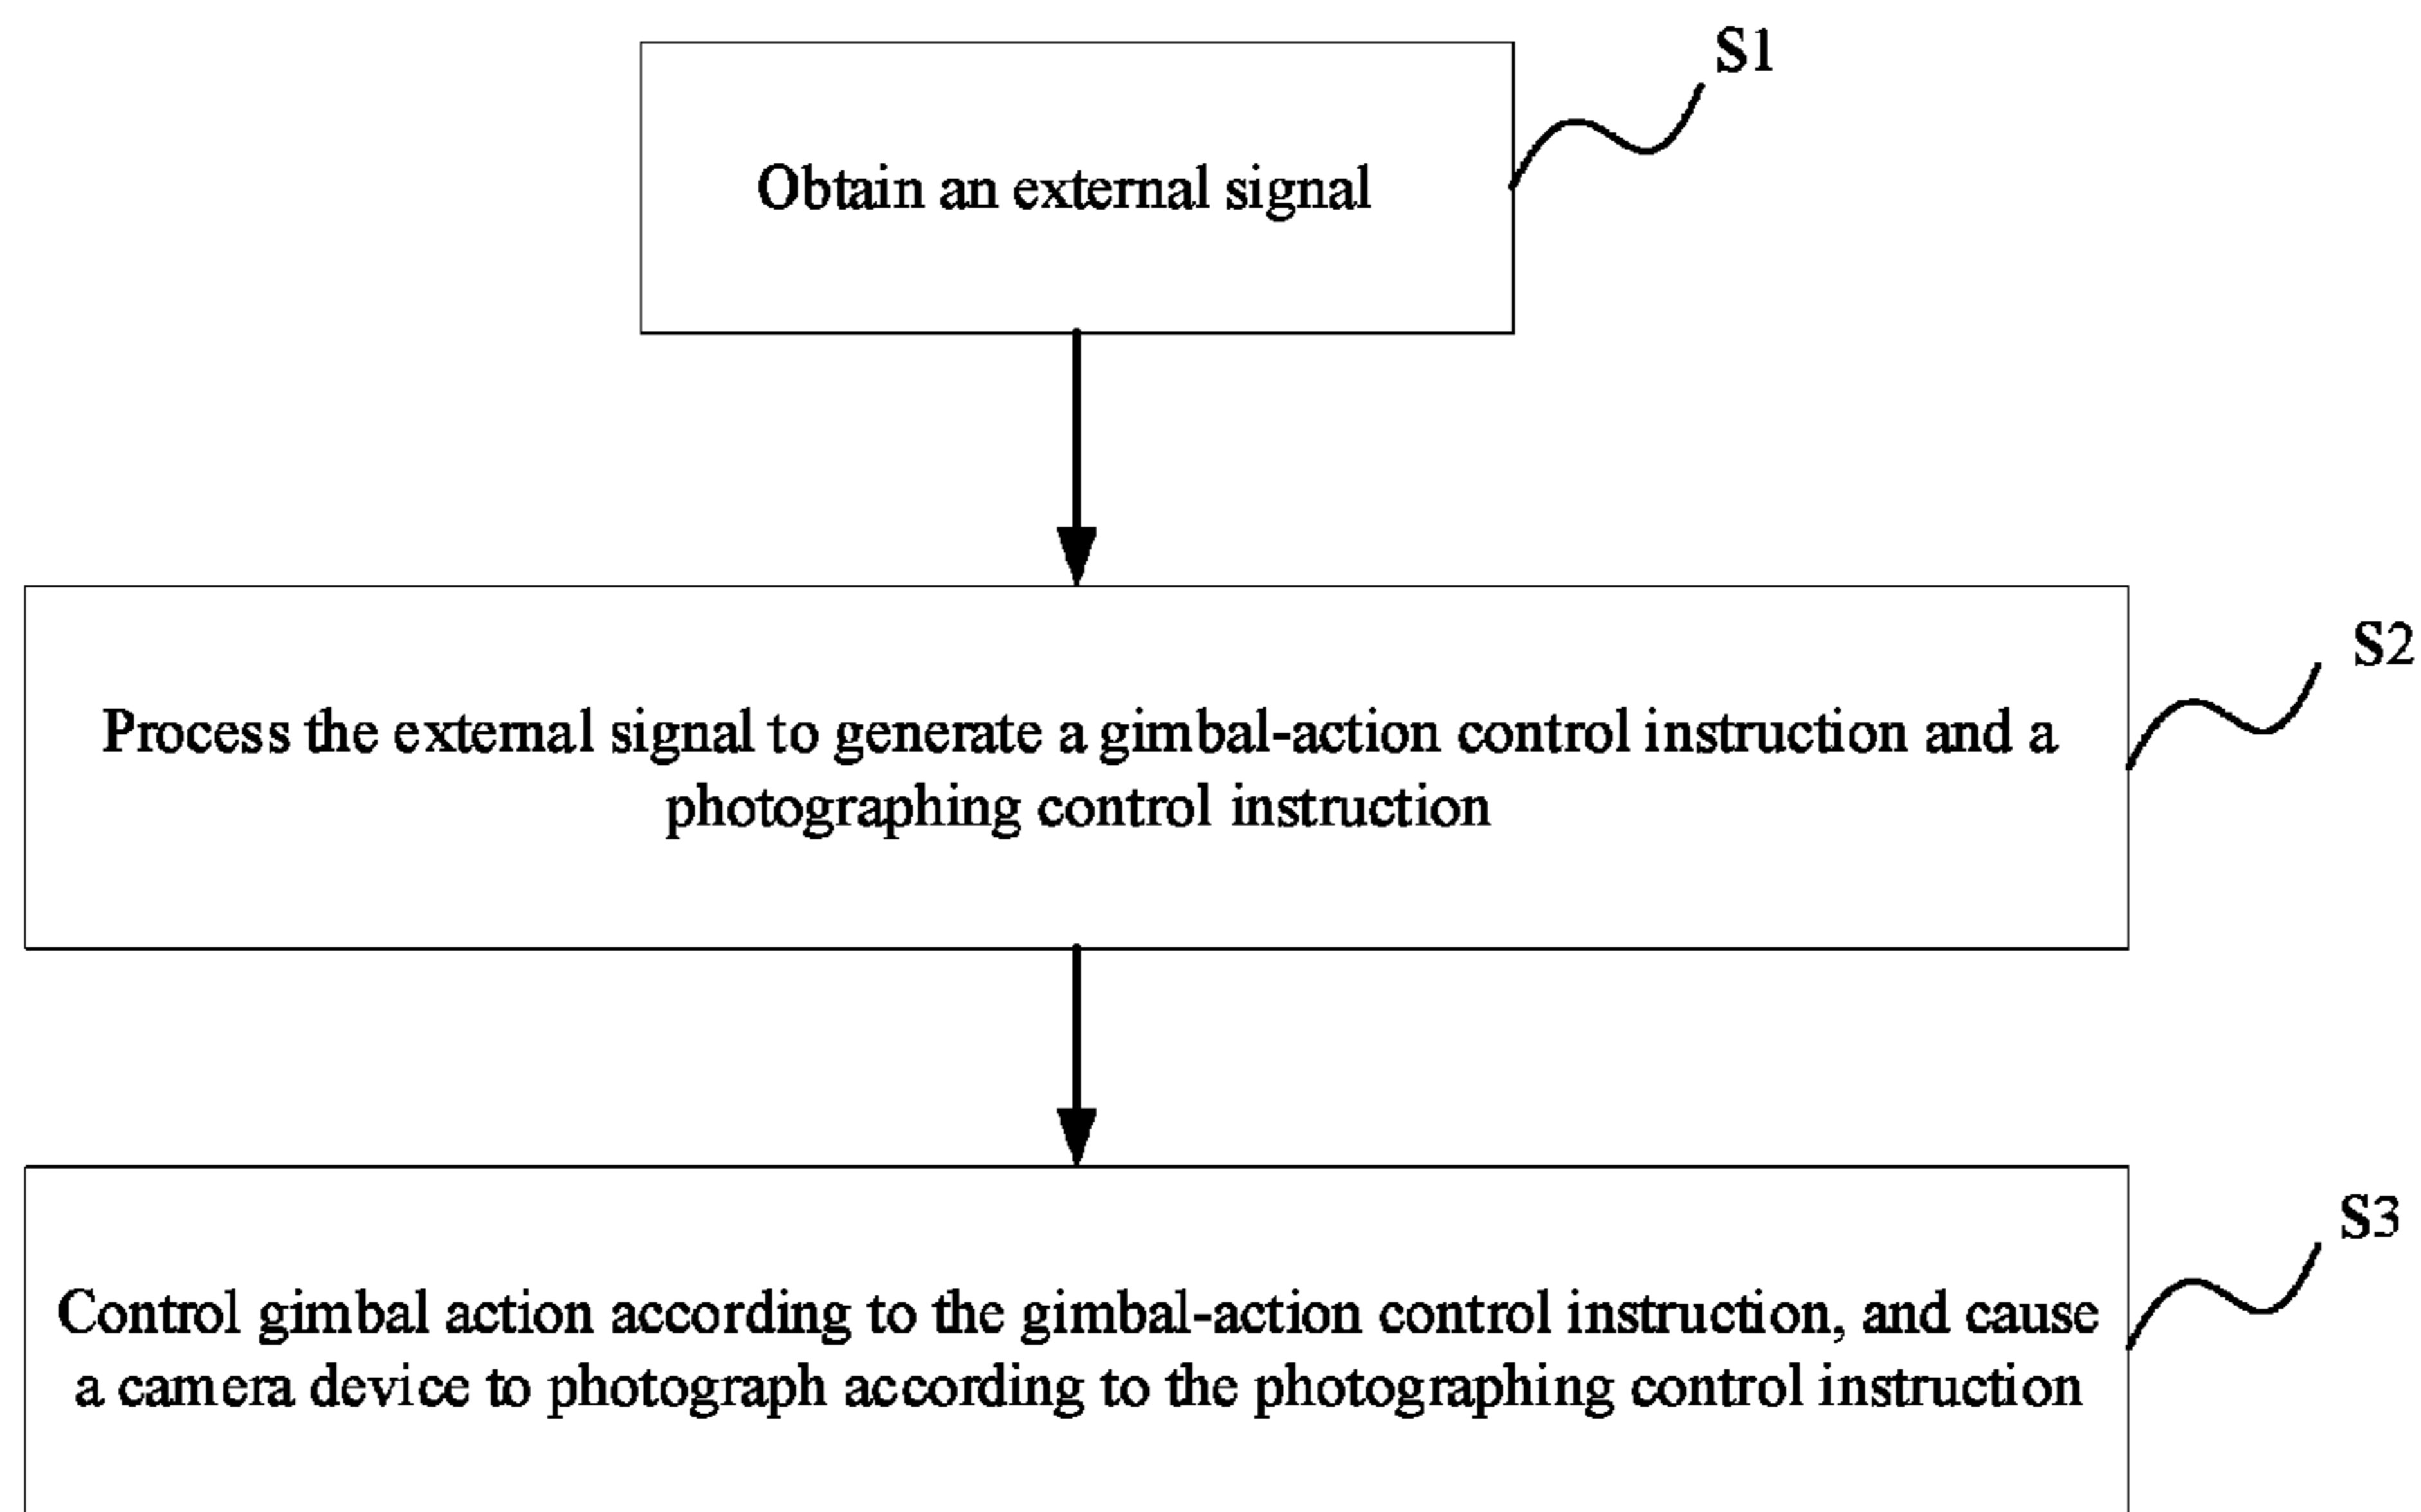 S1
Obtain an external signal
S2
Process the external signal to generate a gimbal-action control instruction and a
photographing control instruction
S3
Control gimbal action according to the gimbal-action control instruction, and cause
a camera device to photograph according to the photographing control instruction